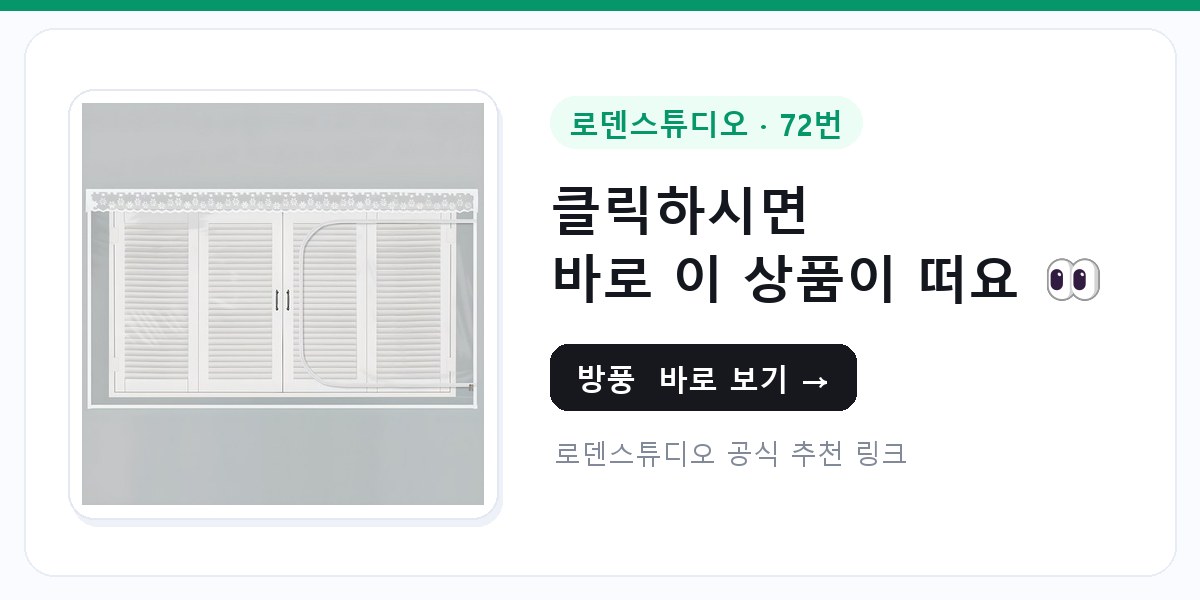 로덴스튜디오 · 72번
클릭하시면
바로 이 상품이 떠요 👀
방풍 바로 보기 →
로덴스튜디오 공식 추천 링크